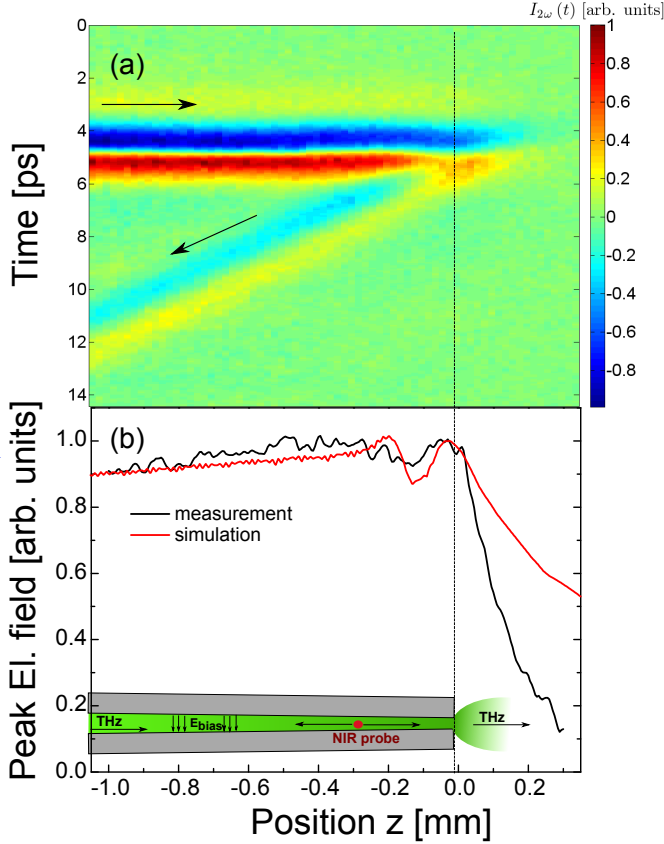 I2ω (t) [arb. units]
(a)
0
2
4
6
8
10
12
14
Time [ps]
1
0.8
0.6
0.4
0.2
0
-0.2
-0.4
-0.6
-0.8
(b)
1.0
0.8
0.6
0.4
0.2
0.0
Peak El. field [arb. units]
measurement
simulation
THz
Ebias
NIR probe
THz
-1.0
-0.8
-0.6
-0.4
-0.2
0.0
0.2
Position z [mm]